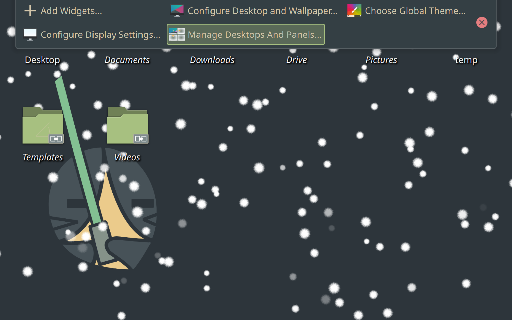 Add Widgets... Configure Desktop and Wallpaper... Choose Global Theme...
Configure Display Settings... Manage Desktops And Panels...
Desktop Documents Downloads Drive Pictures temp
Templates Videos